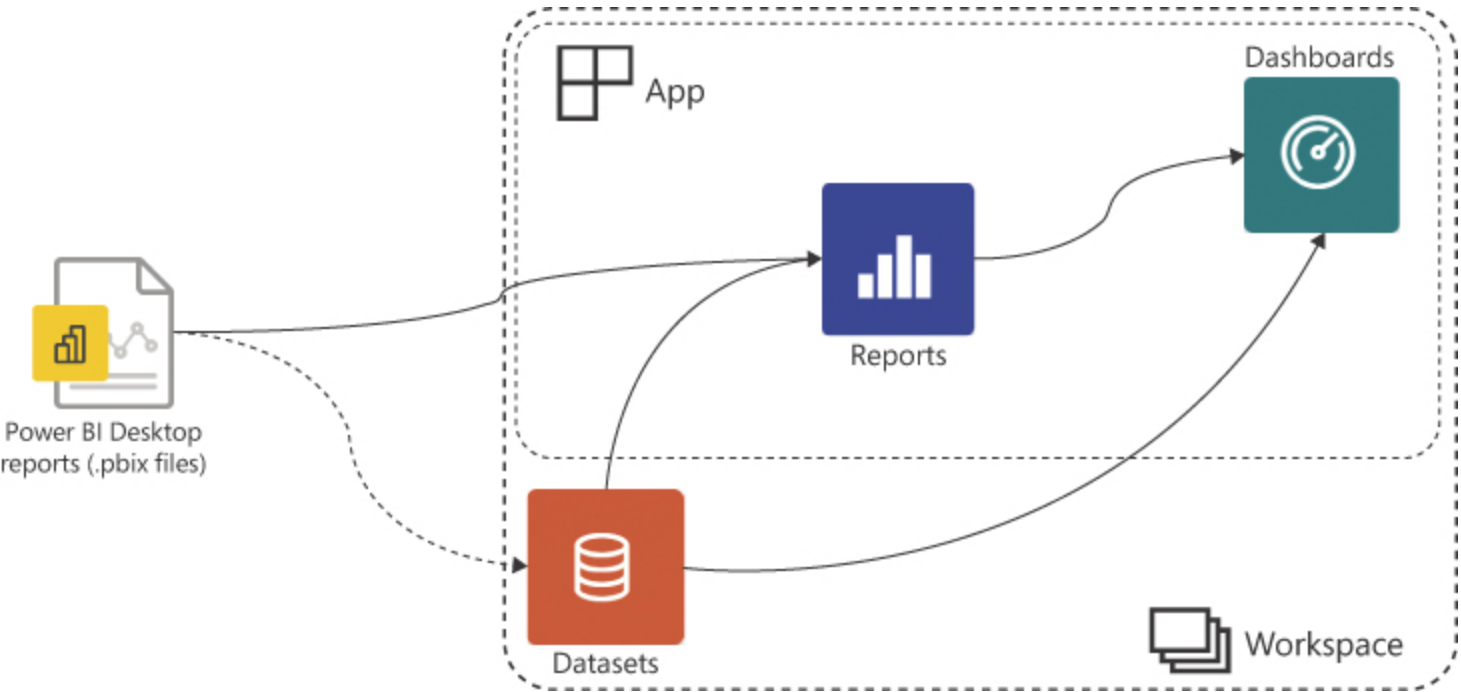 Dashboards
App
Reports
Power BI Desktop
reports (.pbix files)
Datasets
Workspace